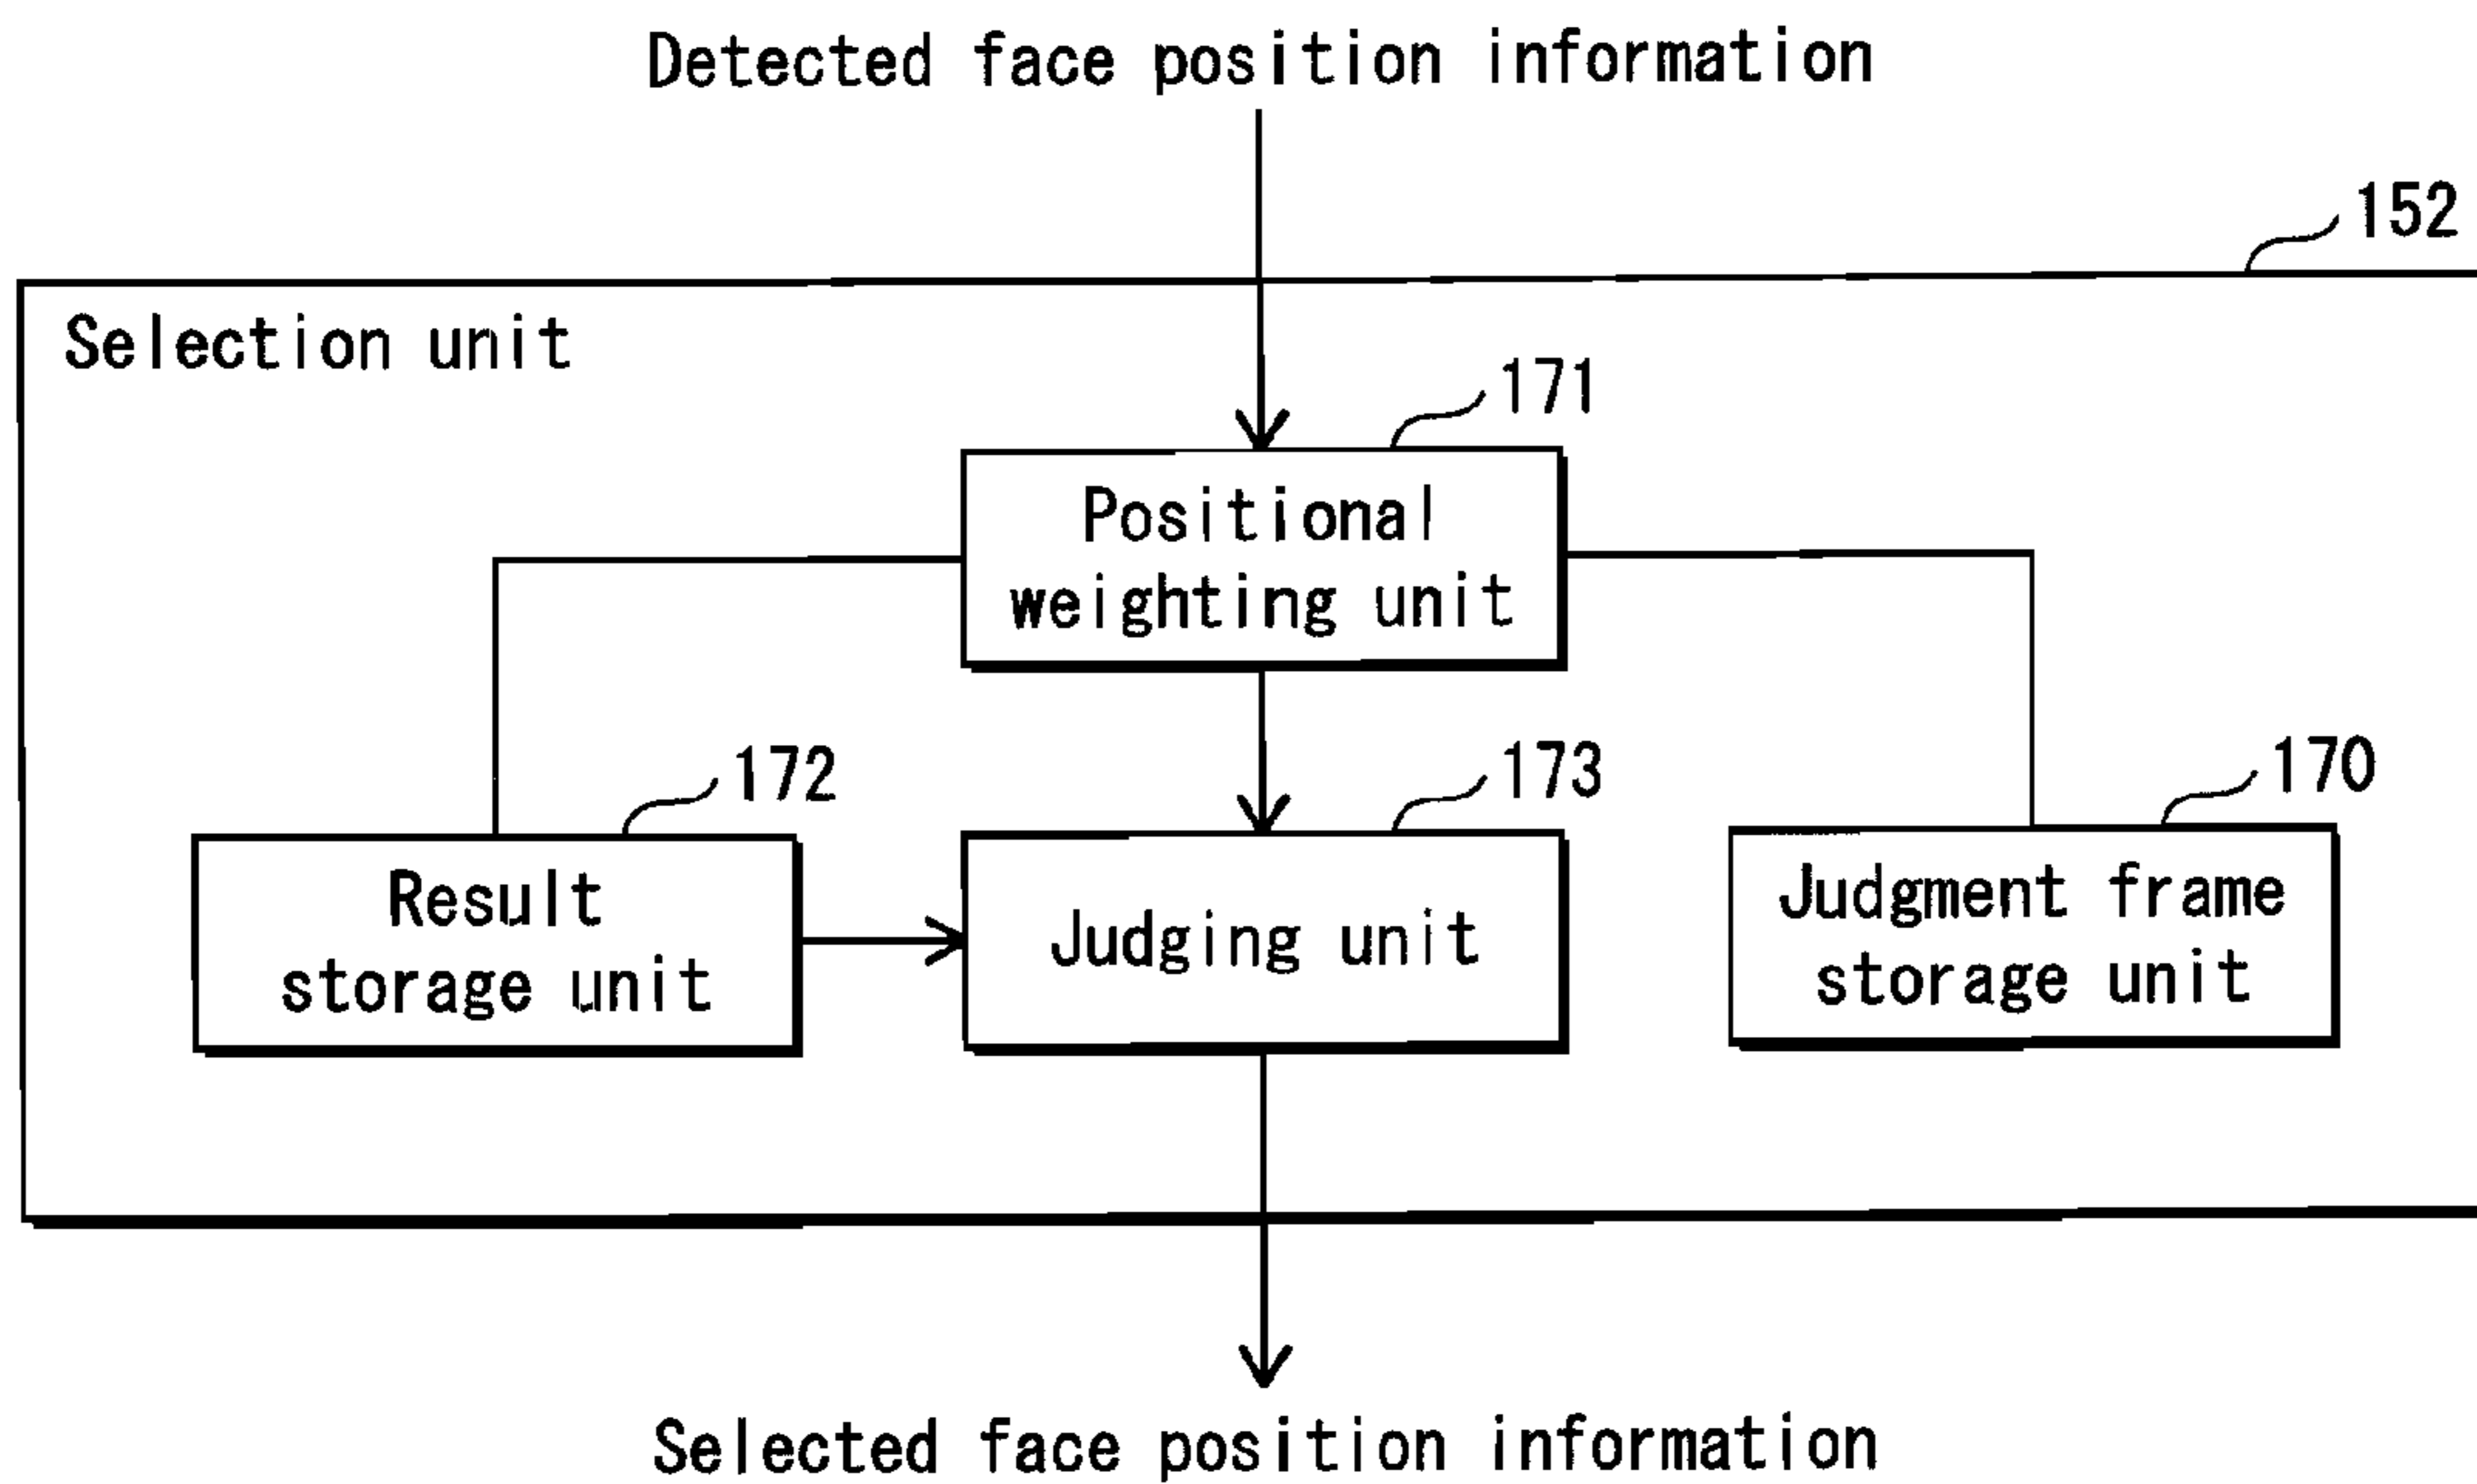 Detected face position information
152
Selection unit
171
Positional
weighting unit
172
173
170
Result
storage unit
Judging unit
Judgment frame
storage unit
Selected face position information